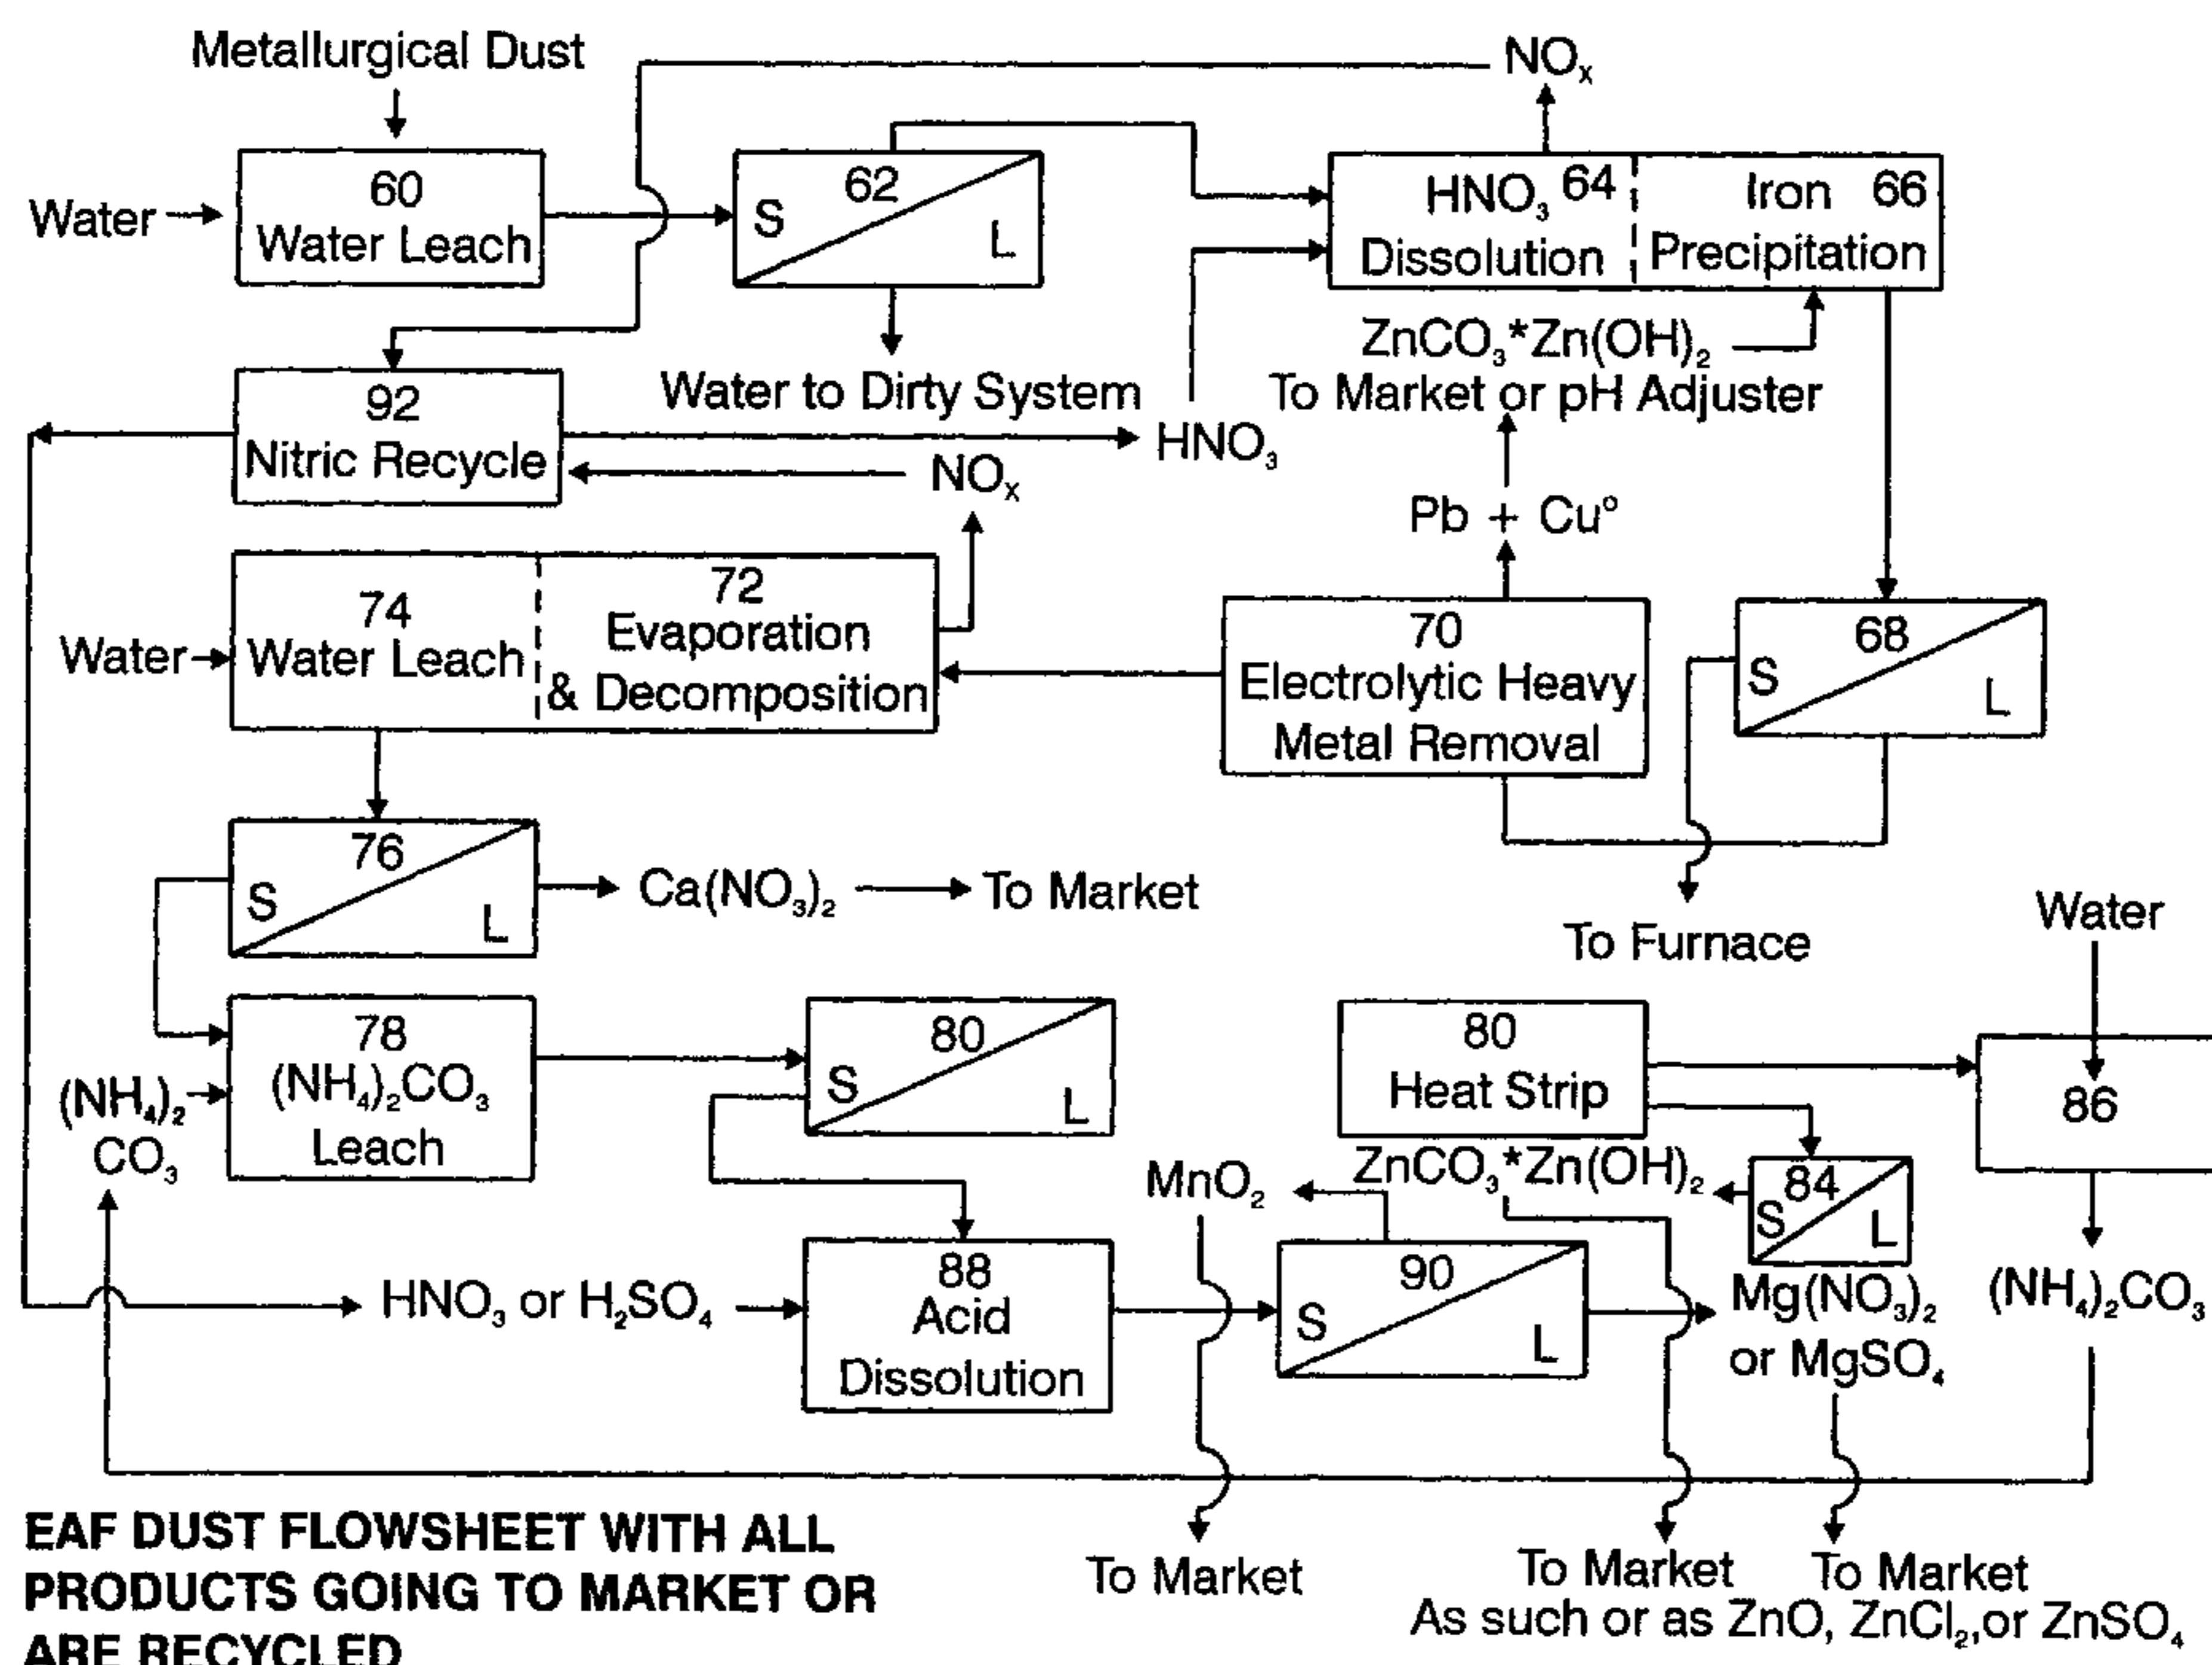 Metallurgical Dust
NOₓ
Water
60
Water Leach
S
62
L
HNO₃ 64
Dissolution
Iron 66
Precipitation
ZnCO₃*Zn(OH)₂
92
Nitric Recycle
Water to Dirty System
HNO₃
NOₓ
To Market or pH Adjuster
Pb + Cu°
Water
74
Water Leach
72
Evaporation
& Decomposition
70
Electrolytic Heavy
Metal Removal
S
68
L
76
S
L
Ca(NO₃)₂
To Market
To Furnace
Water
(NH₄)₂
CO₃
78
(NH₄)₂CO₃
Leach
80
S
L
80
Heat Strip
86
MnO₂
ZnCO₃*Zn(OH)₂
84
S
L
HNO₃ or H₂SO₄
88
Acid
Dissolution
90
S
L
Mg(NO₃)₂
or MgSO₄
(NH₄)₂CO₃
To Market
To Market
To Market
As such or as ZnO, ZnCl₂,or ZnSO₄
EAF DUST FLOWSHEET WITH ALL
PRODUCTS GOING TO MARKET OR
ARE RECYCLED